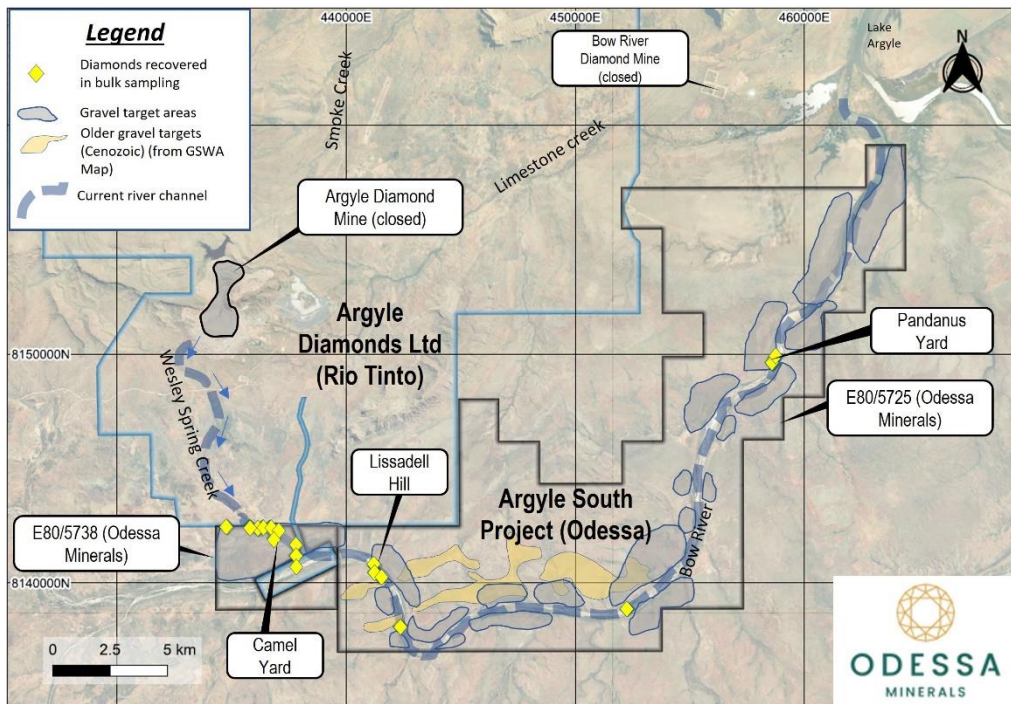 Legend
Diamonds recovered
in bulk sampling
Gravel target areas
Older gravel targets
(Cenozoic) (from GSWA
Map)
Current river channel
440000E
450000E
460000E
Smoke Creek
Bow River
Diamond Mine
(closed)
Lake
Argyle
N
Limestone creek
Argyle Diamond
Mine (closed)
Argyle
Diamonds Ltd
(Rio Tinto)
Pandanus
Yard
8150000N
Wesley Spring Creek
E80/5725 (Odessa
Minerals)
Lissadell
Hill
Argyle South
Project (Odessa)
Bow River
E80/5738 (Odessa
Minerals)
8140000N
Camel
Yard
0 2.5 5 km
ODESSA
MINERALS